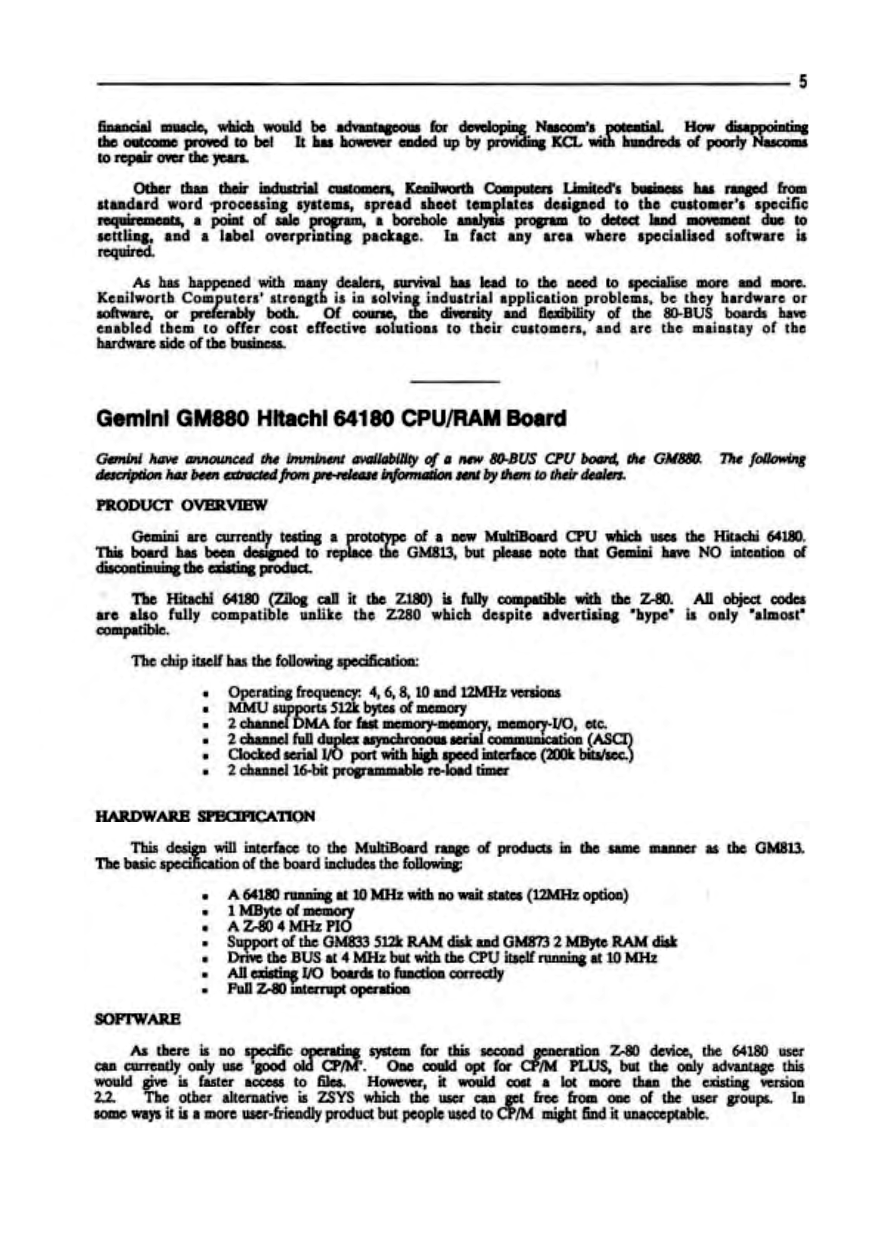 5
financial muscle, which would be advantageous for developing Nascom's potential. How disappointing
the outcome proved to be! It has however ended up by providing KCL with hundreds of poorly Nascoms
to repair over the years.
Other than their industrial customers, Kenilworth Computers Limited's business has ranged from
standard word processing systems, spread sheet templates designed to the customer's specific
requirements, a point of sale program, a borehole analysis program to detect land movement due to
settling, and a label overprinting package. In fact any area where specialised software is
required.
As has happened with many dealers, survival has lead to the need to specialise more and more.
Kenilworth Computers' strength is in solving industrial application problems, be they hardware or
software, or preferably both. Of course, the diversity and flexibility of the 80-BUS boards have
enabled them to offer cost effective solutions to their customers, and are the mainstay of the
hardware side of the business.
Gemini GM880 Hitachi 64180 CPU/RAM Board
Gemini have announced the imminent availability of a new 80-BUS CPU board, the GM880. The following
description has been extracted from pre-release information sent by them to their dealers.
PRODUCT OVERVIEW
Gemini are currently testing a prototype of a new MultiBoard CPU which uses the Hitachi 64180.
This board has been designed to replace the GM813, but please note that Gemini have NO intention of
discontinuing the existing product.
The Hitachi 64180 (Zilog call it the Z180) is fully compatible with the Z-80. All object codes
are also fully compatible unlike the Z280 which despite advertising "hype" is only "almost"
compatible.
The chip itself has the following specification:
▪ Operating frequency: 4, 6, 8, 10 and 12MHz versions
▪ MMU supports 512k bytes of memory
▪ 2 channel DMA for fast memory-memory, memory-I/O, etc.
▪ 2 channel full duplex asynchronous serial communication (ASCI)
▪ Clocked serial I/O port with high speed interface (200k bits/sec.)
▪ 2 channel 16-bit programmable re-load timer
HARDWARE SPECIFICATION
This design will interface to the MultiBoard range of products in the same manner as the GM813.
The basic specification of the board includes the following:
▪ A 64180 running at 10 MHz with no wait states (12MHz option)
▪ 1 MByte of memory
▪ A Z-80 4 MHz PIO
▪ Support of the GM833 512k RAM disk and GM873 2 MByte RAM disk
▪ Drive the BUS at 4 MHz but with the CPU itself running at 10 MHz
▪ All existing I/O boards to function correctly
▪ Full Z-80 interrupt operation
SOFTWARE
As there is no specific operating system for this second generation Z-80 device, the 64180 user
can currently only use 'good old CP/M'. One could opt for CP/M PLUS, but the only advantage this
would give is faster access to files. However, it would cost a lot more than the existing version
2.2. The other alternative is ZSYS which the user can get free from one of the user groups. In
some ways it is a more user-friendly product but people used to CP/M might find it unacceptable.